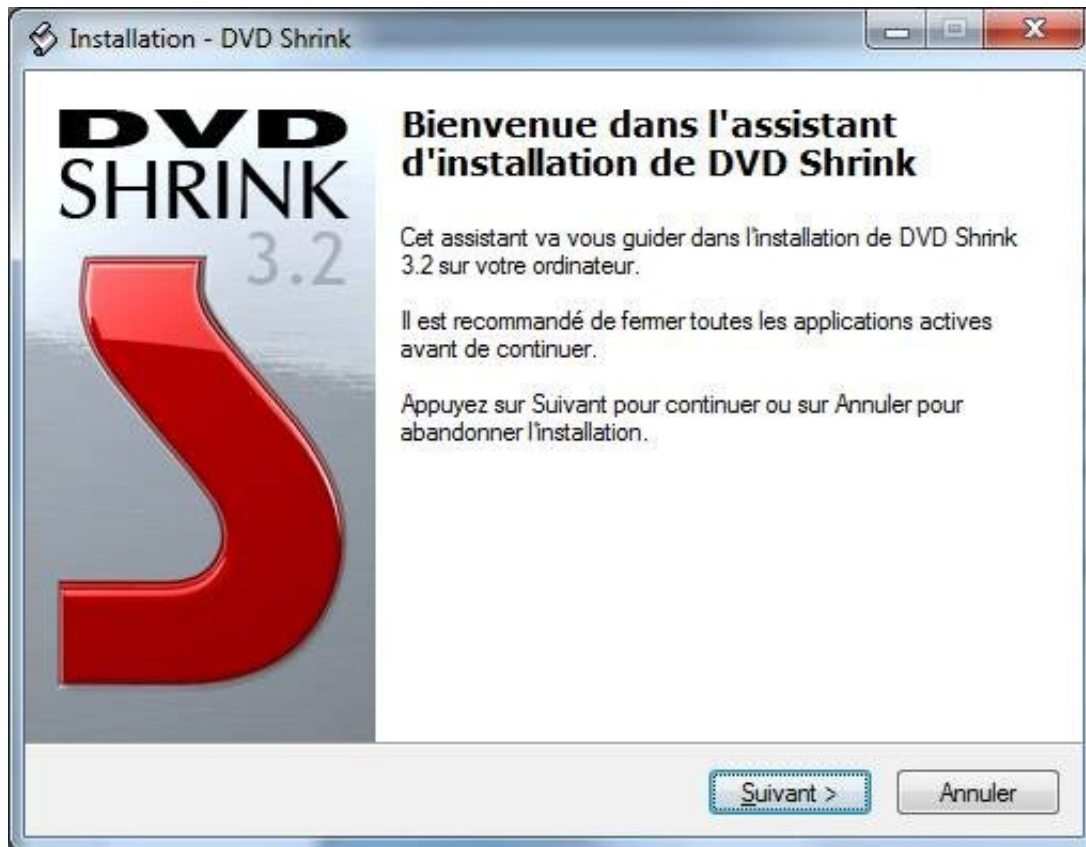 Installation - DVD Shrink
DVD
SHRINK
3.2
Bienvenue dans l'assistant
d'installation de DVD Shrink
Cet assistant va vous guider dans l'installation de DVD Shrink
3.2 sur votre ordinateur.
Il est recommandé de fermer toutes les applications actives
avant de continuer.
Appuyez sur Suivant pour continuer ou sur Annuler pour
abandonner l'installation.
Suivant >
Annuler